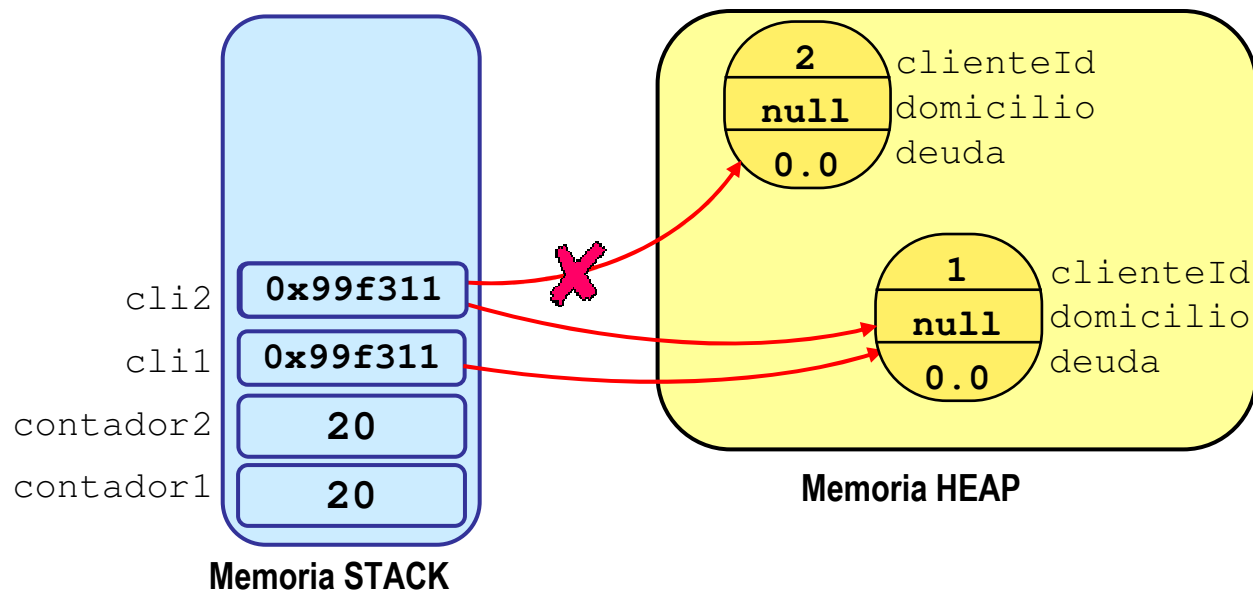 2 clienteId
null domicilio
0.0 deuda
cli2 0x99f311
1 clienteId
null domicilio
cli1 0x99f311
0.0 deuda
contador2 20
contador1 20
Memoria HEAP
Memoria STACK